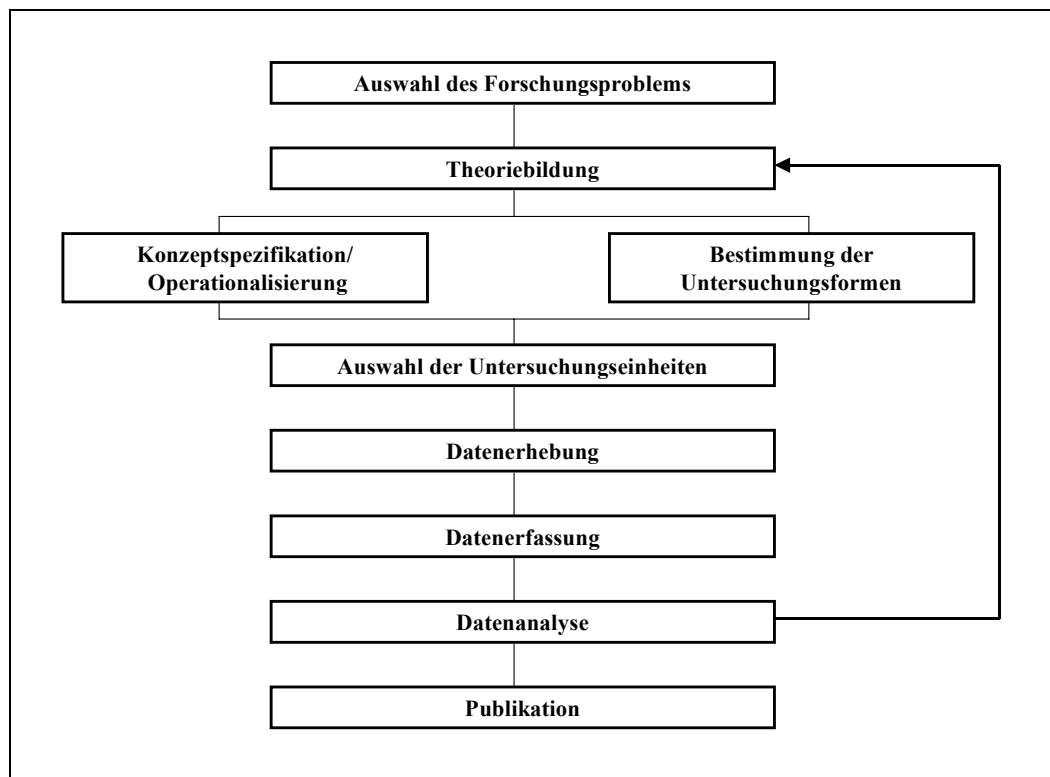 Auswahl des Forschungsproblems
Theoriebildung
Konzeptspezifikation/
Operationalisierung
Bestimmung der
Untersuchungsformen
Auswahl der Untersuchungseinheiten
Datenerhebung
Datenerfassung
Datenanalyse
Publikation